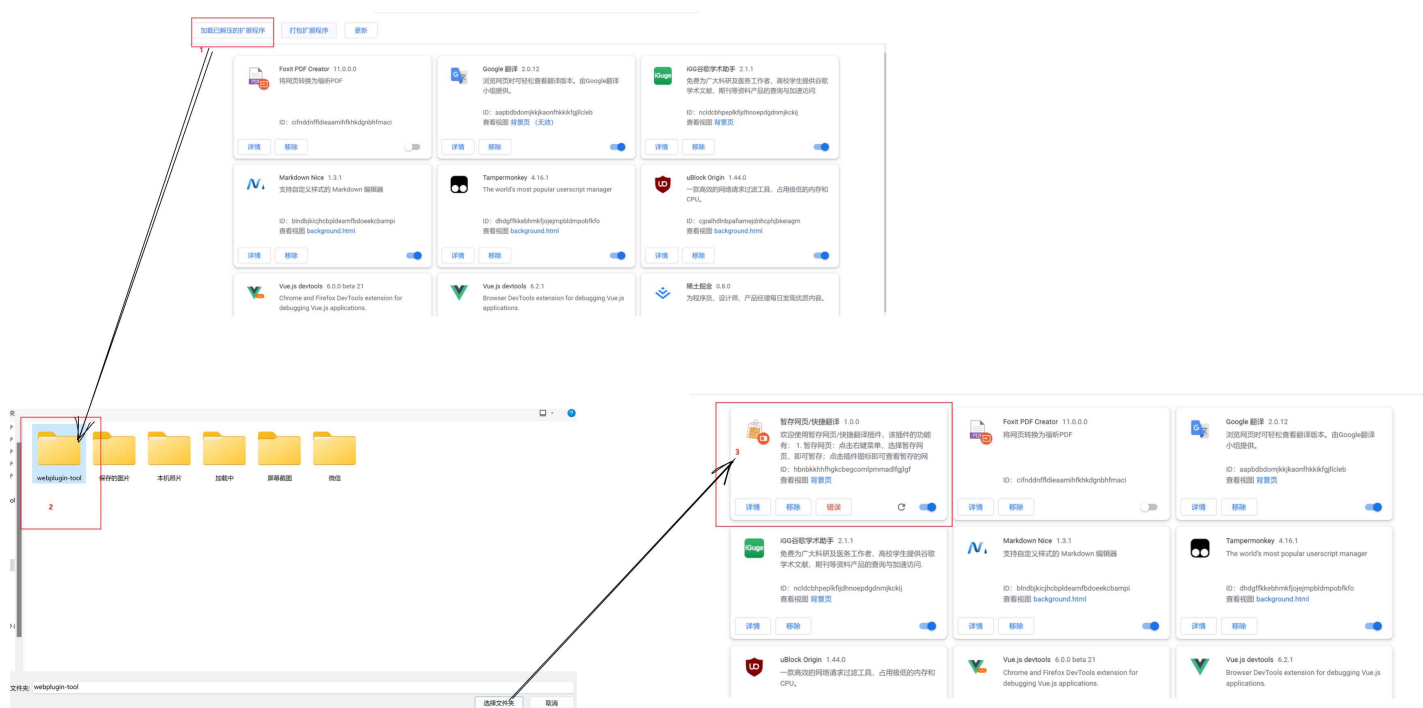 加载已解压的扩展程序
打包扩展程序
更新
1
Foxit PDF Creator 11.0.0.0
将网页转换为福昕PDF
ID: cifnddnffldieaamihfkhkdgnbhfmaci
详情
移除
Google 翻译 2.0.12
浏览网页时可轻松查看翻译版本。由Google翻译
小组提供。
ID: aapbdbdomjkkjkaonfhkkikfgjllcleb
查看视图 背景页 (无效)
详情
移除
iGuge
iGG谷歌学术助手 2.1.1
免费为广大科研及医务工作者、高校学生提供谷歌
学术文献、期刊等资料产品的查询与加速访问.
ID: ncldcbhpeplkfijdhnoepdgdnmjkckij
查看视图 背景页
详情
移除
Markdown Nice 1.3.1
支持自定义样式的 Markdown 编辑器
ID: blndbjkicjhcbpldeamfbdoeekcbampi
查看视图 background.html
详情
移除
Tampermonkey 4.16.1
The world's most popular userscript manager
ID: dhdgffkkebhmkfjojejmpbldmpobfkfo
查看视图 background.html
详情
移除
uBlock Origin 1.44.0
一款高效的网络请求过滤工具，占用极低的内存和
CPU。
ID: cjpalhdlnbpafiamejdnhcphjbkeiagm
查看视图 background.html
详情
移除
Vue.js devtools 6.0.0 beta 21
Chrome and Firefox DevTools extension for
debugging Vue.js applications.
Vue.js devtools 6.2.1
Browser DevTools extension for debugging Vue.js
applications.
稀土掘金 0.8.0
为程序员、设计师、产品经理每日发现优质内容。
webplugin-tool
保存的图片
本机照片
加载中
屏幕截图
微信
2
文件夹: webplugin-tool
选择文件夹
取消
3
暂存网页/快捷翻译 1.0.0
欢迎使用暂存网页/快捷翻译插件，该插件的功能
有： 1. 暂存网页：点击右键菜单，选择暂存网
页，即可暂存；点击插件图标即可查看暂存的网
ID: hbnbkkhhfhgkcbegcomlpmmadlfgjlgf
查看视图 背景页
详情
移除
错误
Foxit PDF Creator 11.0.0.0
将网页转换为福昕PDF
ID: cifnddnffldieaamihfkhkdgnbhfmaci
详情
移除
Google 翻译 2.0.12
浏览网页时可轻松查看翻译版本。由Google翻译
小组提供。
ID: aapbdbdomjkkjkaonfhkkikfgjllcleb
查看视图 背景页
详情
移除
iGuge
iGG谷歌学术助手 2.1.1
免费为广大科研及医务工作者、高校学生提供谷歌
学术文献、期刊等资料产品的查询与加速访问.
ID: ncldcbhpeplkfijdhnoepdgdnmjkckij
查看视图 背景页
详情
移除
Markdown Nice 1.3.1
支持自定义样式的 Markdown 编辑器
ID: blndbjkicjhcbpldeamfbdoeekcbampi
查看视图 background.html
详情
移除
Tampermonkey 4.16.1
The world's most popular userscript manager
ID: dhdgffkkebhmkfjojejmpbldmpobfkfo
查看视图 background.html
详情
移除
uBlock Origin 1.44.0
一款高效的网络请求过滤工具，占用极低的内存和
CPU。
Vue.js devtools 6.0.0 beta 21
Chrome and Firefox DevTools extension for
debugging Vue.js applications.
Vue.js devtools 6.2.1
Browser DevTools extension for debugging Vue.js
applications.